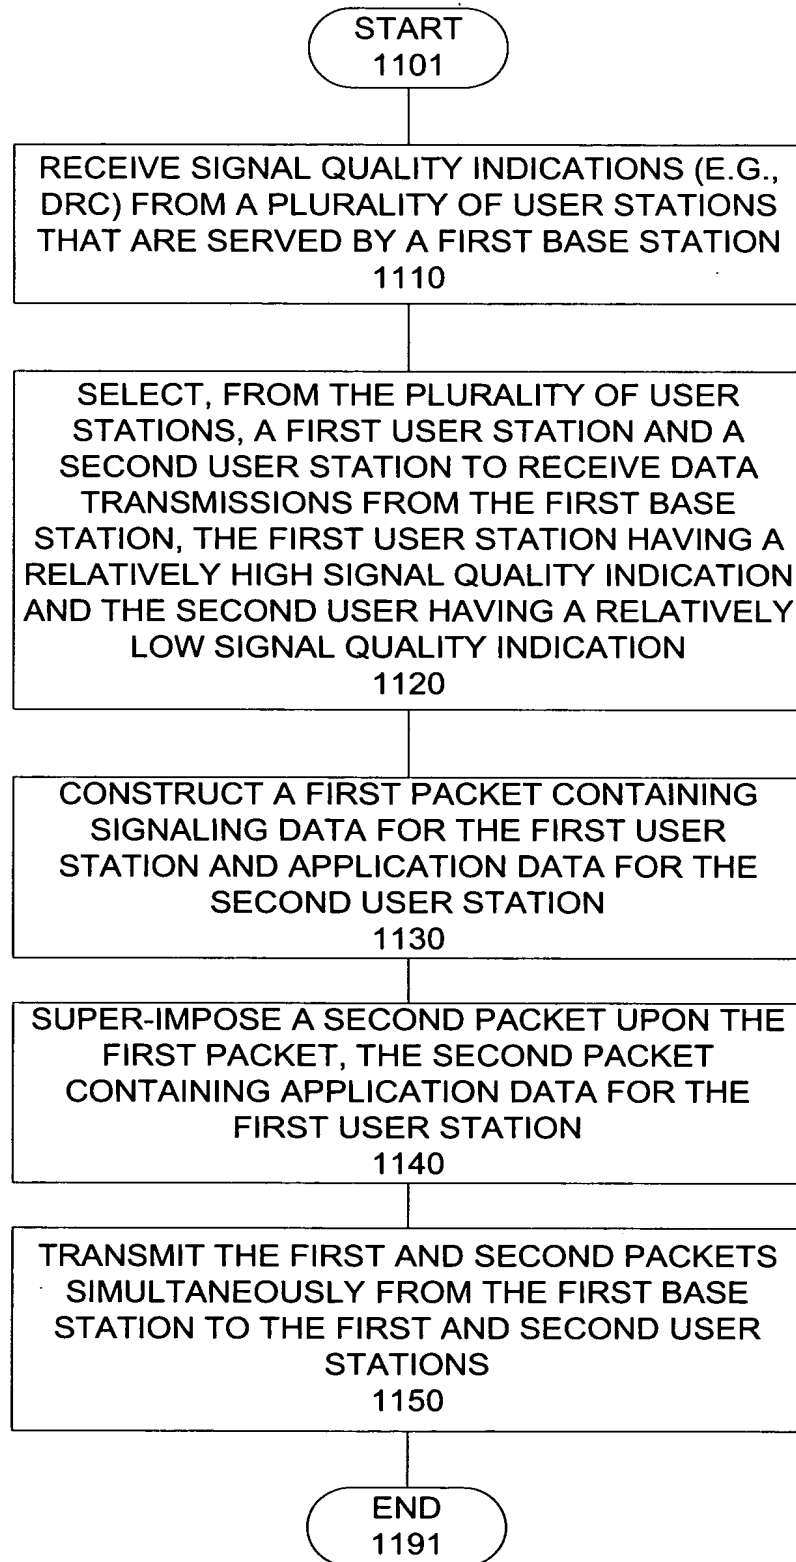 START
1101
RECEIVE SIGNAL QUALITY INDICATIONS (E.G.,
DRC) FROM A PLURALITY OF USER STATIONS
THAT ARE SERVED BY A FIRST BASE STATION
1110
SELECT, FROM THE PLURALITY OF USER
STATIONS, A FIRST USER STATION AND A
SECOND USER STATION TO RECEIVE DATA
TRANSMISSIONS FROM THE FIRST BASE
STATION, THE FIRST USER STATION HAVING A
RELATIVELY HIGH SIGNAL QUALITY INDICATION
AND THE SECOND USER HAVING A RELATIVELY
LOW SIGNAL QUALITY INDICATION
1120
CONSTRUCT A FIRST PACKET CONTAINING
SIGNALING DATA FOR THE FIRST USER
STATION AND APPLICATION DATA FOR THE
SECOND USER STATION
1130
SUPER-IMPOSE A SECOND PACKET UPON THE
FIRST PACKET, THE SECOND PACKET
CONTAINING APPLICATION DATA FOR THE
FIRST USER STATION
1140
TRANSMIT THE FIRST AND SECOND PACKETS
SIMULTANEOUSLY FROM THE FIRST BASE
STATION TO THE FIRST AND SECOND USER
STATIONS
1150
END
1191